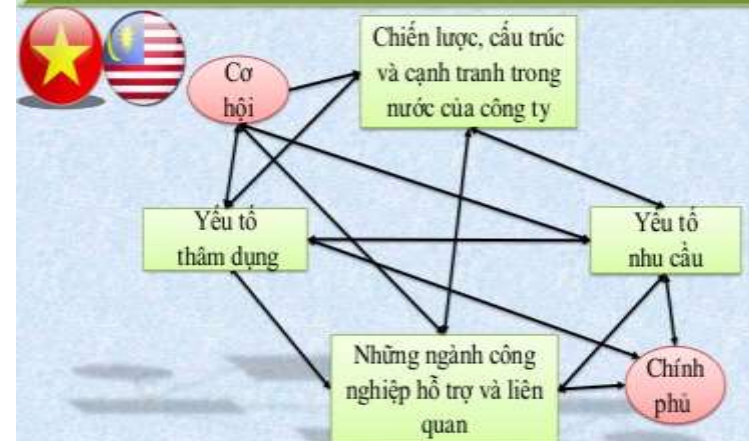 Cơ
hội
Chiến lược, cấu trúc
và cạnh tranh trong
nước của công ty
Yếu tố
thâm dụng
Yếu tố
nhu cầu
Những ngành công
nghiệp hỗ trợ và liên
quan
Chính
phủ